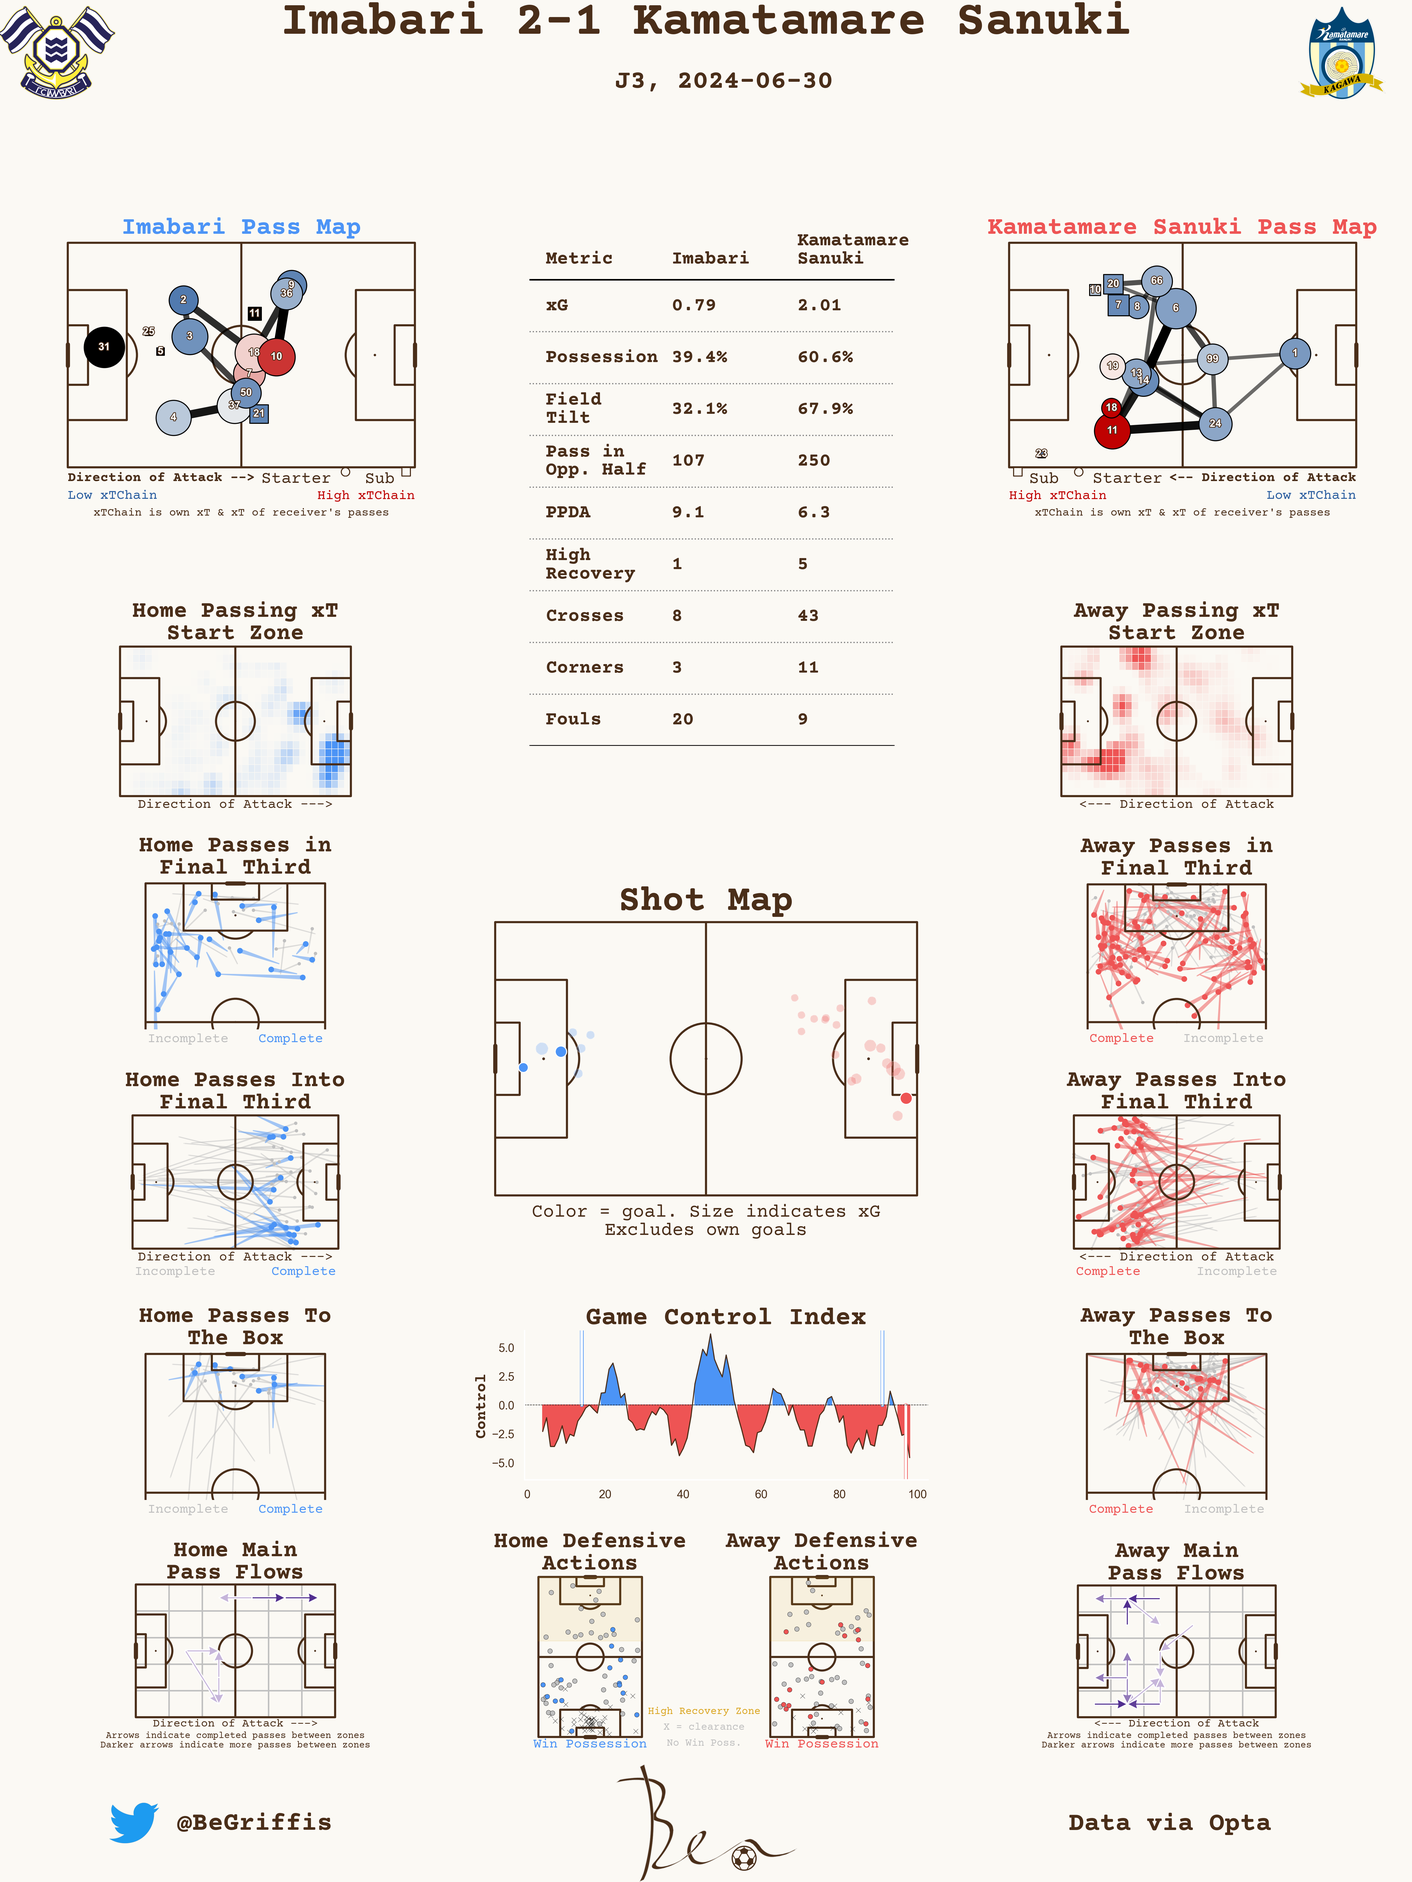 Imabari 2-1 Kamatamare Sanuki
J3, 2024-06-30
FC IMABARI
Kamatamare
SANUKI
KAGAWA
Imabari Pass Map
31
25
5
2
3
4
11
9
36
18
10
7
50
37
21
Direction of Attack --> Starter Sub
Low xTChain High xTChain
xTChain is own xT & xT of receiver's passes
Metric Imabari Kamatamare Sanuki
xG 0.79 2.01
Possession 39.4% 60.6%
Field Tilt 32.1% 67.9%
Pass in Opp. Half 107 250
PPDA 9.1 6.3
High Recovery 1 5
Crosses 8 43
Corners 3 11
Fouls 20 9
Kamatamare Sanuki Pass Map
10
20
66
7
8
6
19
13
14
99
1
18
11
24
23
Sub Starter <-- Direction of Attack
High xTChain Low xTChain
xTChain is own xT & xT of receiver's passes
Home Passing xT
Start Zone
Direction of Attack --->
Away Passing xT
Start Zone
<--- Direction of Attack
Home Passes in
Final Third
Incomplete Complete
Shot Map
Color = goal. Size indicates xG
Excludes own goals
Away Passes in
Final Third
Complete Incomplete
Home Passes Into
Final Third
Direction of Attack --->
Incomplete Complete
Away Passes Into
Final Third
<--- Direction of Attack
Complete Incomplete
Home Passes To
The Box
Incomplete Complete
Game Control Index
Control
5.0
2.5
0.0
−2.5
−5.0
0 20 40 60 80 100
Away Passes To
The Box
Complete Incomplete
Home Main
Pass Flows
Direction of Attack --->
Arrows indicate completed passes between zones
Darker arrows indicate more passes between zones
Home Defensive
Actions
Win Possession
High Recovery Zone
X = clearance
No Win Poss.
Away Defensive
Actions
Win Possession
Away Main
Pass Flows
<--- Direction of Attack
Arrows indicate completed passes between zones
Darker arrows indicate more passes between zones
@BeGriffis
Ben
Data via Opta